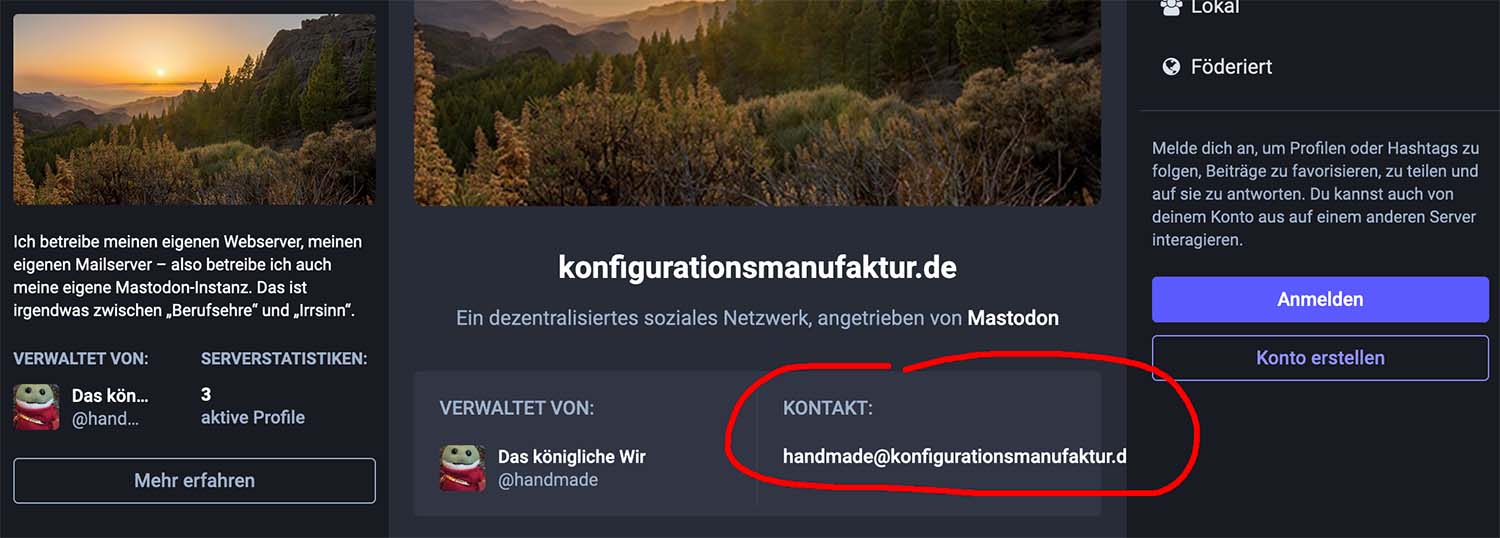 Ich betreibe meinen eigenen Webserver, meinen
eigenen Mailserver – also betreibe ich auch
meine eigene Mastodon-Instanz. Das ist
irgendwas zwischen „Berufsehre“ und „Irrsinn“.
VERWALTET VON:
Das kön...
@hand...
SERVERSTATISTIKEN:
3
aktive Profile
Mehr erfahren
konfigurationsmanufaktur.de
Ein dezentralisiertes soziales Netzwerk, angetrieben von Mastodon
VERWALTET VON:
Das königliche Wir
@handmade
KONTAKT:
handmade@konfigurationsmanufaktur.d
Lokal
Föderiert
Melde dich an, um Profilen oder Hashtags zu
folgen, Beiträge zu favorisieren, zu teilen und
auf sie zu antworten. Du kannst auch von
deinem Konto aus auf einem anderen Server
interagieren.
Anmelden
Konto erstellen